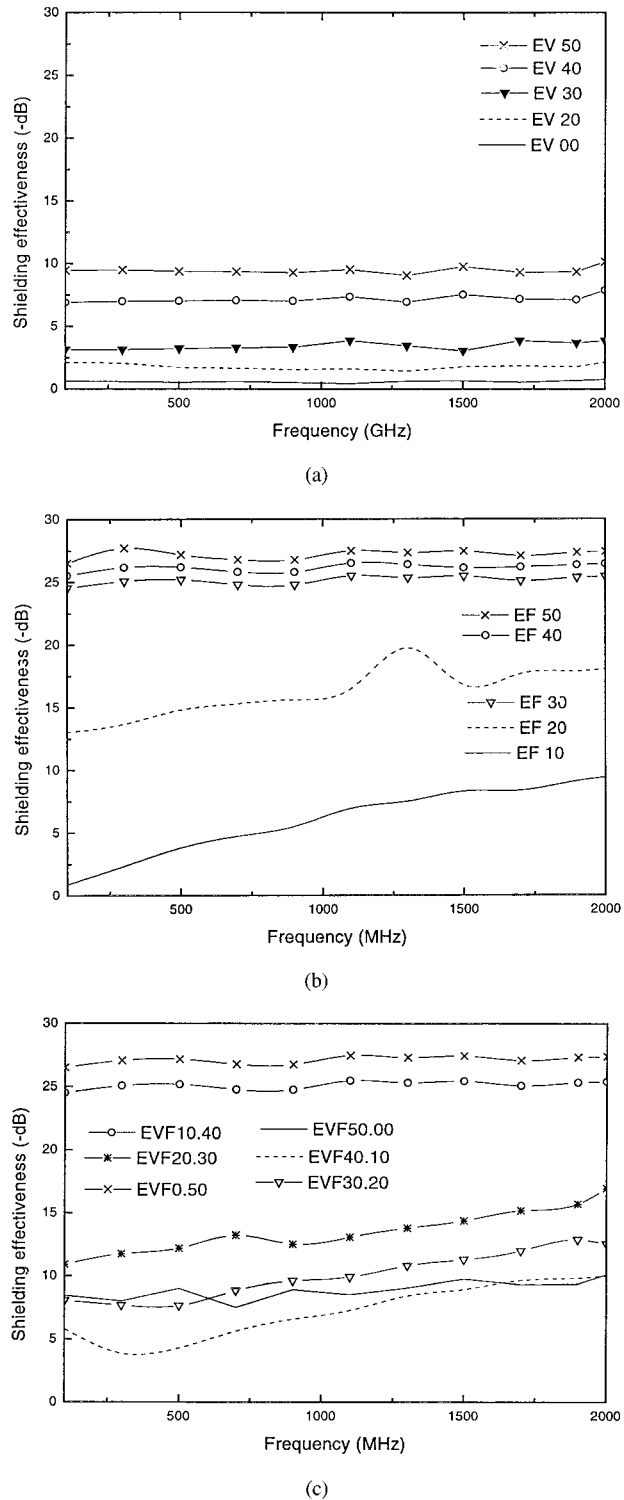 30
25
20
15
10
5
0
Shielding effectiveness (-dB)
EV 50
EV 40
EV 30
EV 20
EV 00
500
1000
1500
2000
Frequency (GHz)
(a)
30
25
20
15
10
5
0
Shielding effectiveness (-dB)
EF 50
EF 40
EF 30
EF 20
EF 10
500
1000
1500
2000
Frequency (MHz)
(b)
30
25
20
15
10
5
0
Shielding effectiveness (-dB)
EVF10.40
EVF50.00
EVF20.30
EVF40.10
EVF0.50
EVF30.20
500
1000
1500
2000
Frequency (MHz)
(c)